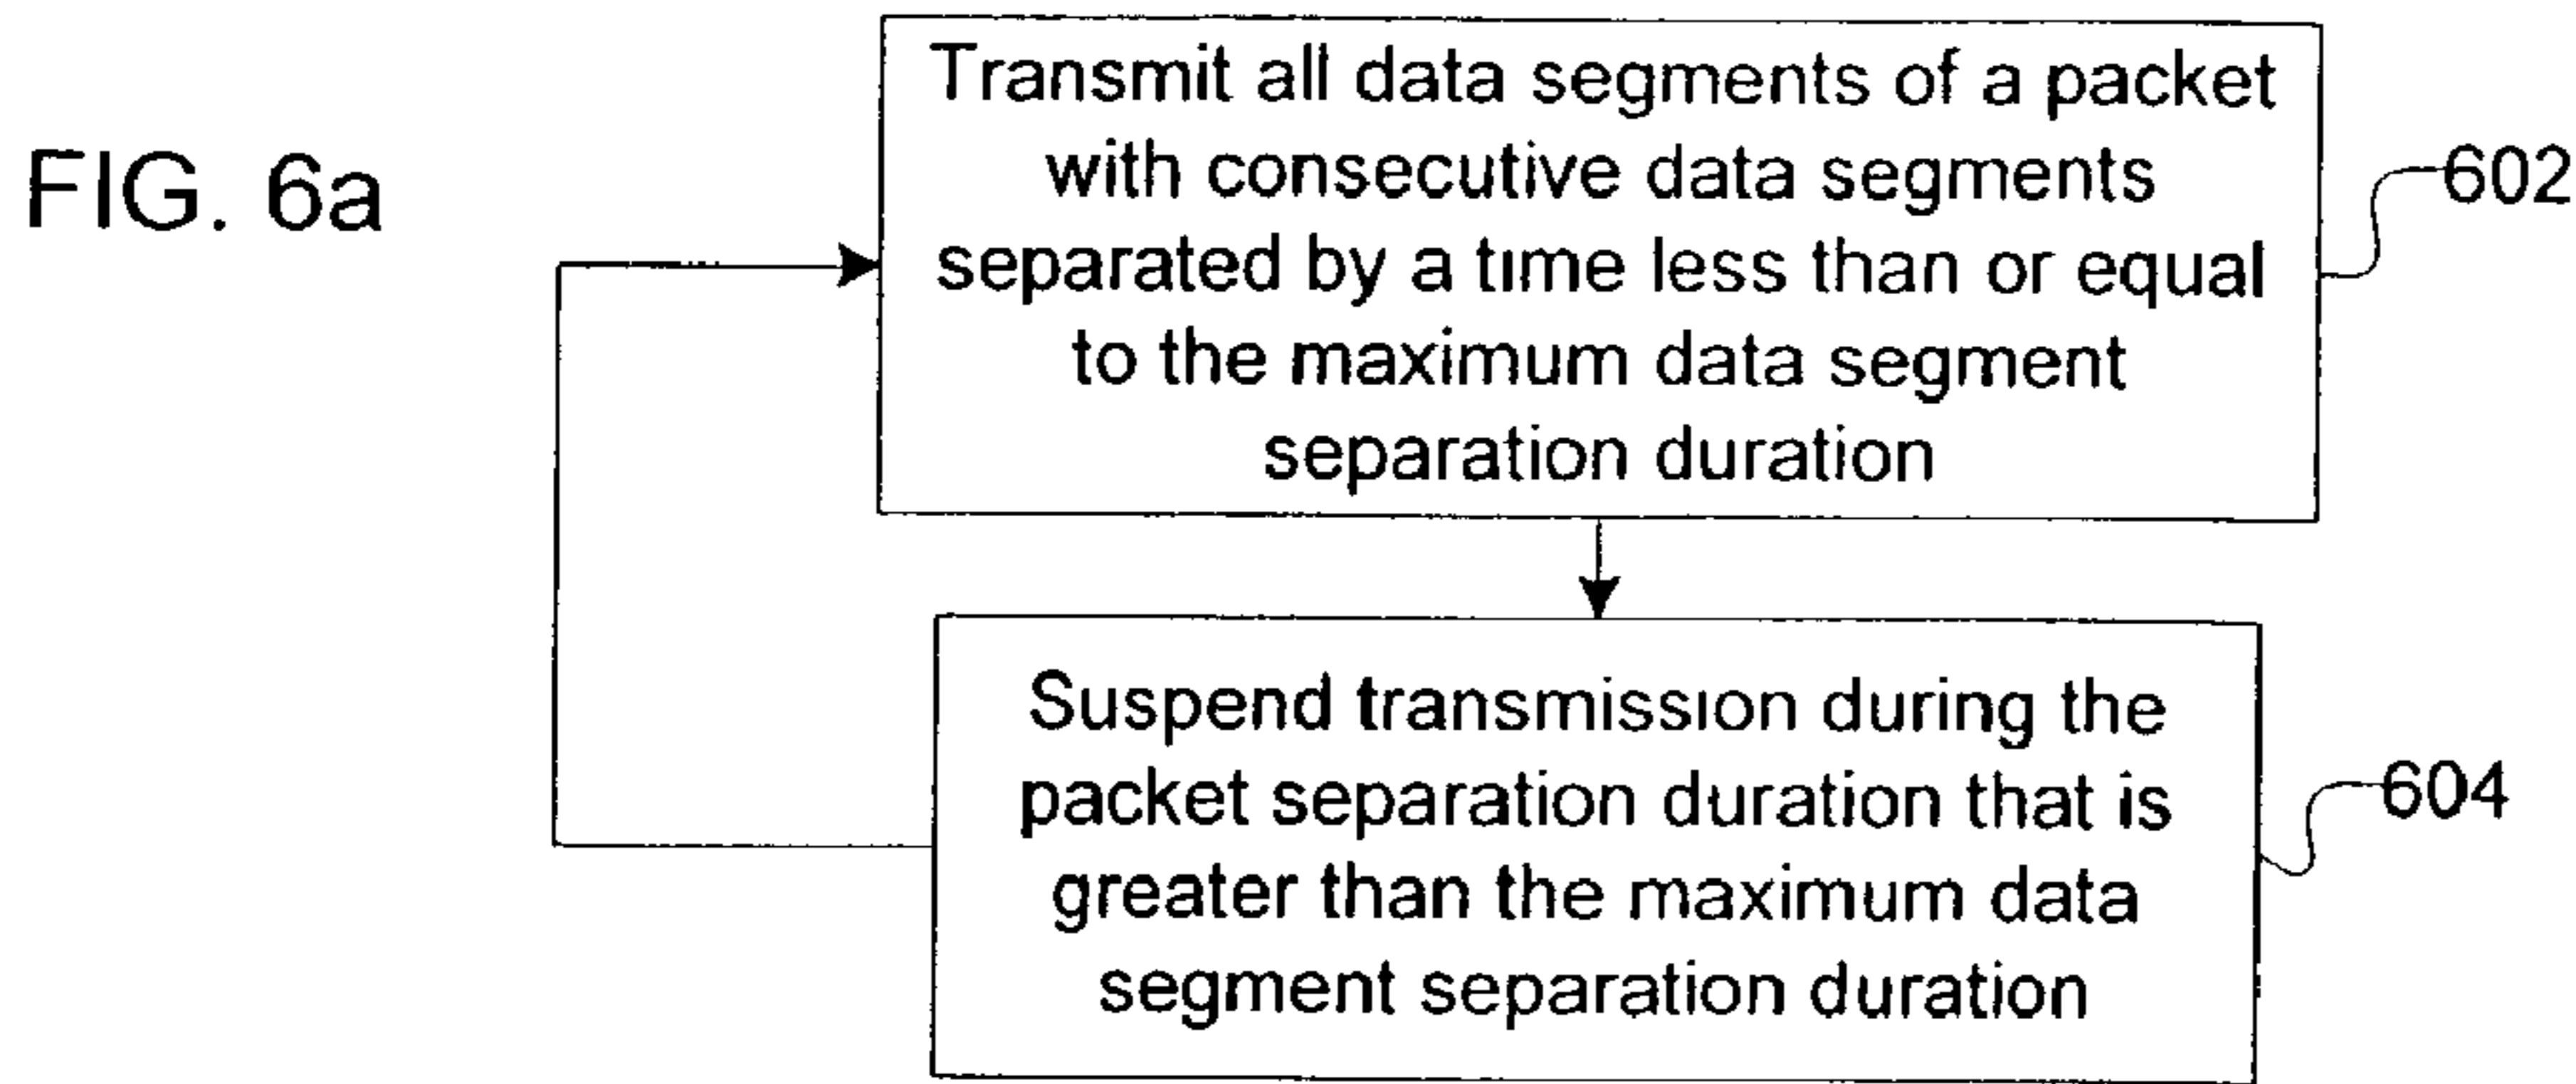 FIG. 6a
Transmit all data segments of a packet
with consecutive data segments
separated by a time less than or equal
to the maximum data segment
separation duration
602
Suspend transmission during the
packet separation duration that is
greater than the maximum data
segment separation duration
604